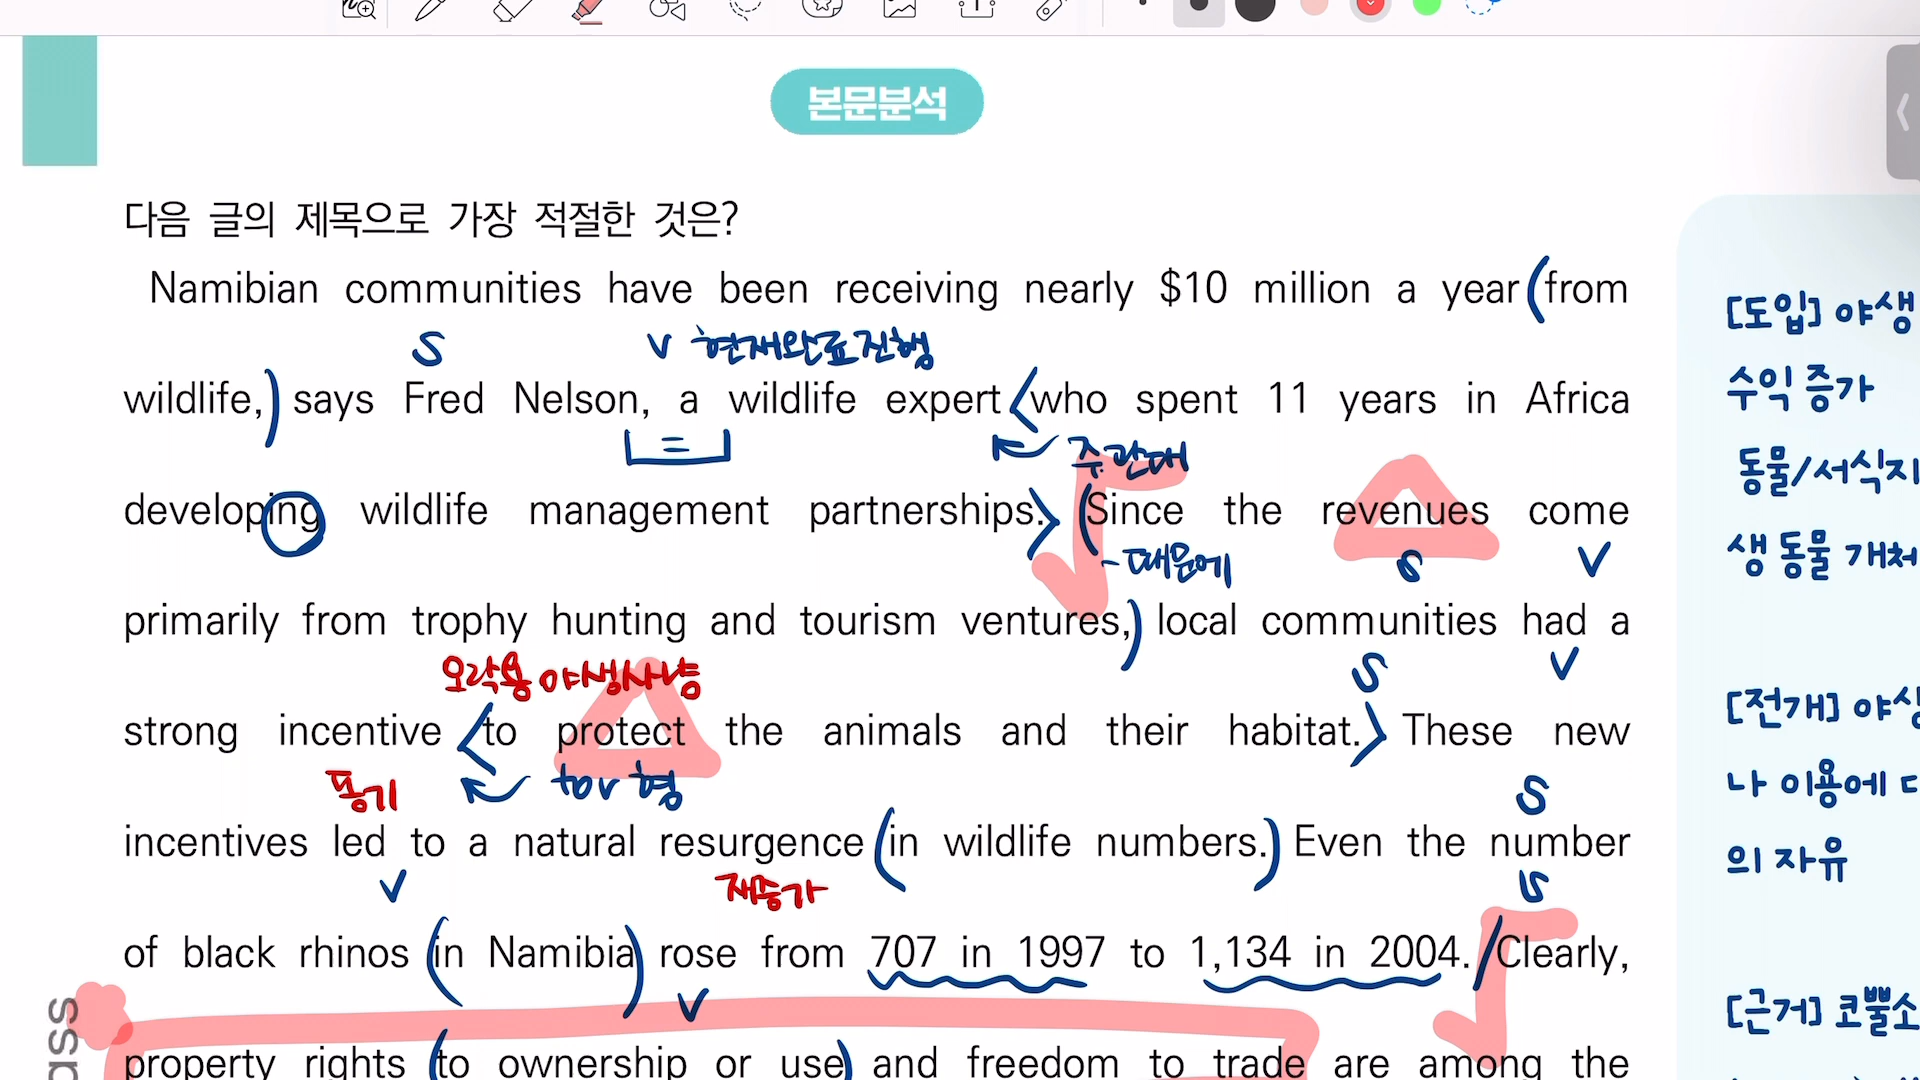 본문분석
다음 글의 제목으로 가장 적절한 것은?
Namibian communities have been receiving nearly $10 million a year (from
S V 현재완료진행
wildlife,) says Fred Nelson, a wildlife expert <who spent 11 years in Africa
= 주.관대
developing wildlife management partnerships.> (Since the revenues come
-때문에 S V
primarily from trophy hunting and tourism ventures,) local communities had a
오락용 야생사냥 S V
strong incentive <to protect the animals and their habitat.> These new
동기 to v 형 S
incentives led to a natural resurgence (in wildlife numbers.) Even the number
V 재증가 S
of black rhinos (in Namibia) rose from 707 in 1997 to 1,134 in 2004. / Clearly,
V
property rights (to ownership or use) and freedom to trade are among the
[도입] 야생
수익 증가
동물/서식지
생 동물 개체
[전개] 야생
나 이용에 다
의 자유
[근거] 코뿔소
ass